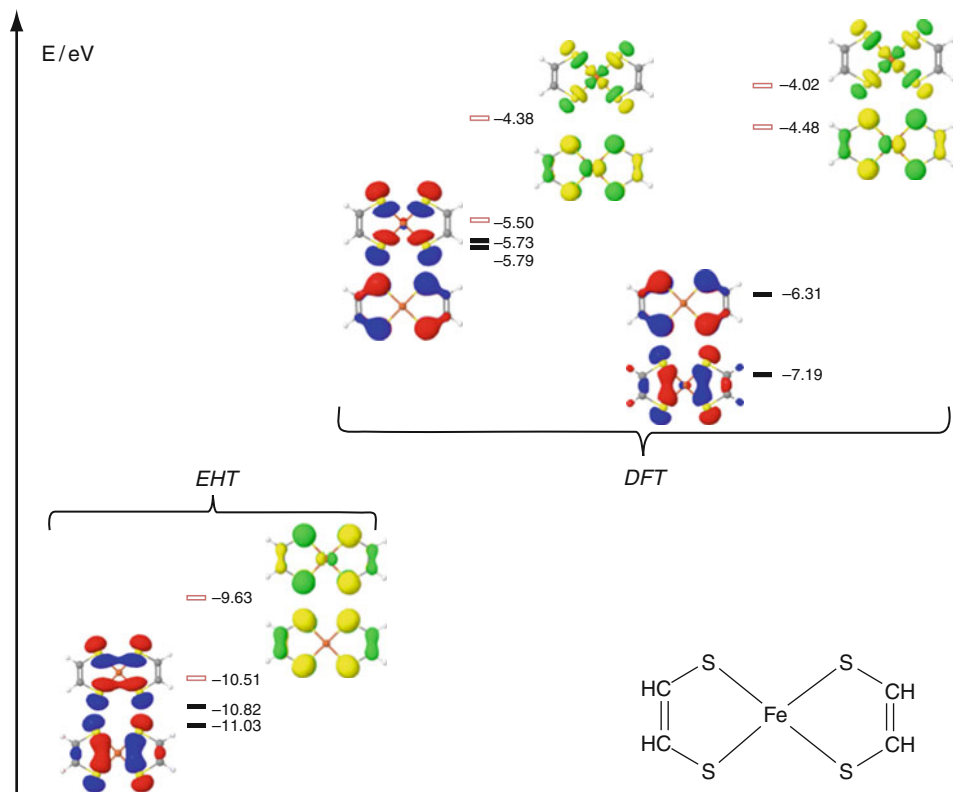 E/eV
–4.38
–5.50
–5.73
–5.79
–4.02
–4.48
–6.31
–7.19
DFT
EHT
–9.63
–10.51
–10.82
–11.03
S
S
HC
CH
Fe
HC
CH
S
S